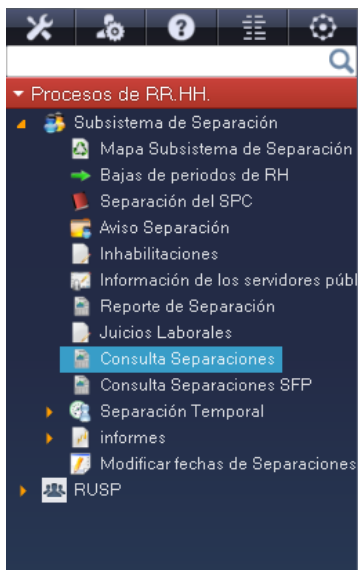 Procesos de RR.HH.
Subsistema de Separación
Mapa Subsistema de Separación
Bajas de periodos de RH
Separación del SPC
Aviso Separación
Inhabilitaciones
Información de los servidores públ
Reporte de Separación
Juicios Laborales
Consulta Separaciones
Consulta Separaciones SFP
Separación Temporal
informes
Modificar fechas de Separaciones
RUSP